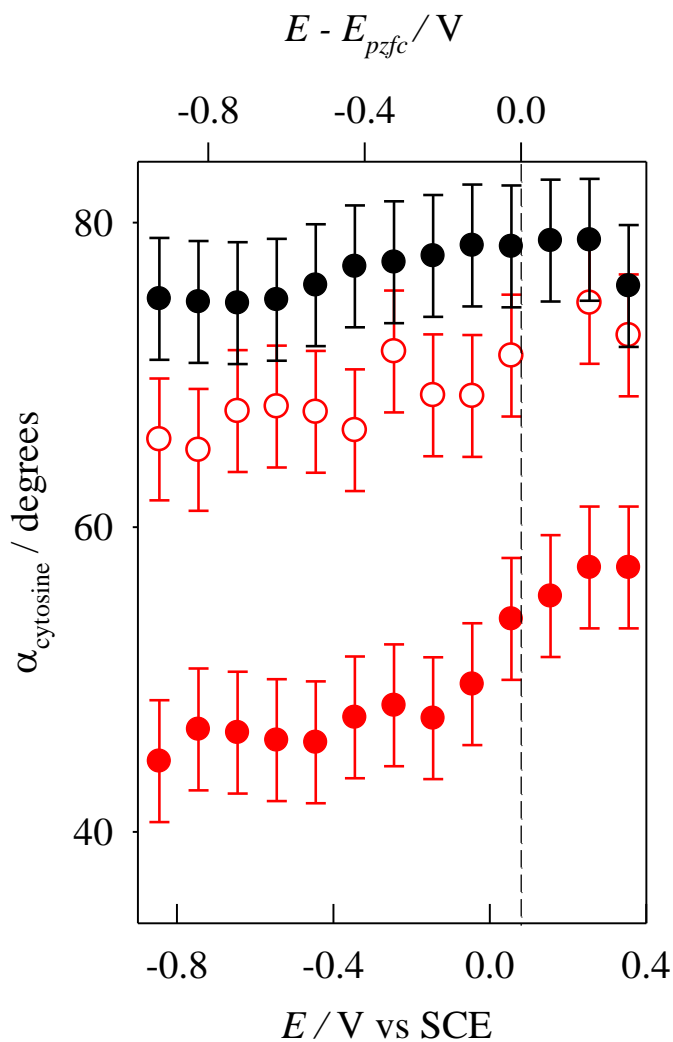 E - E_pzfc / V
-0.8 -0.4 0.0
80
60
40
α_cytosine / degrees
-0.8 -0.4 0.0 0.4
E / V vs SCE